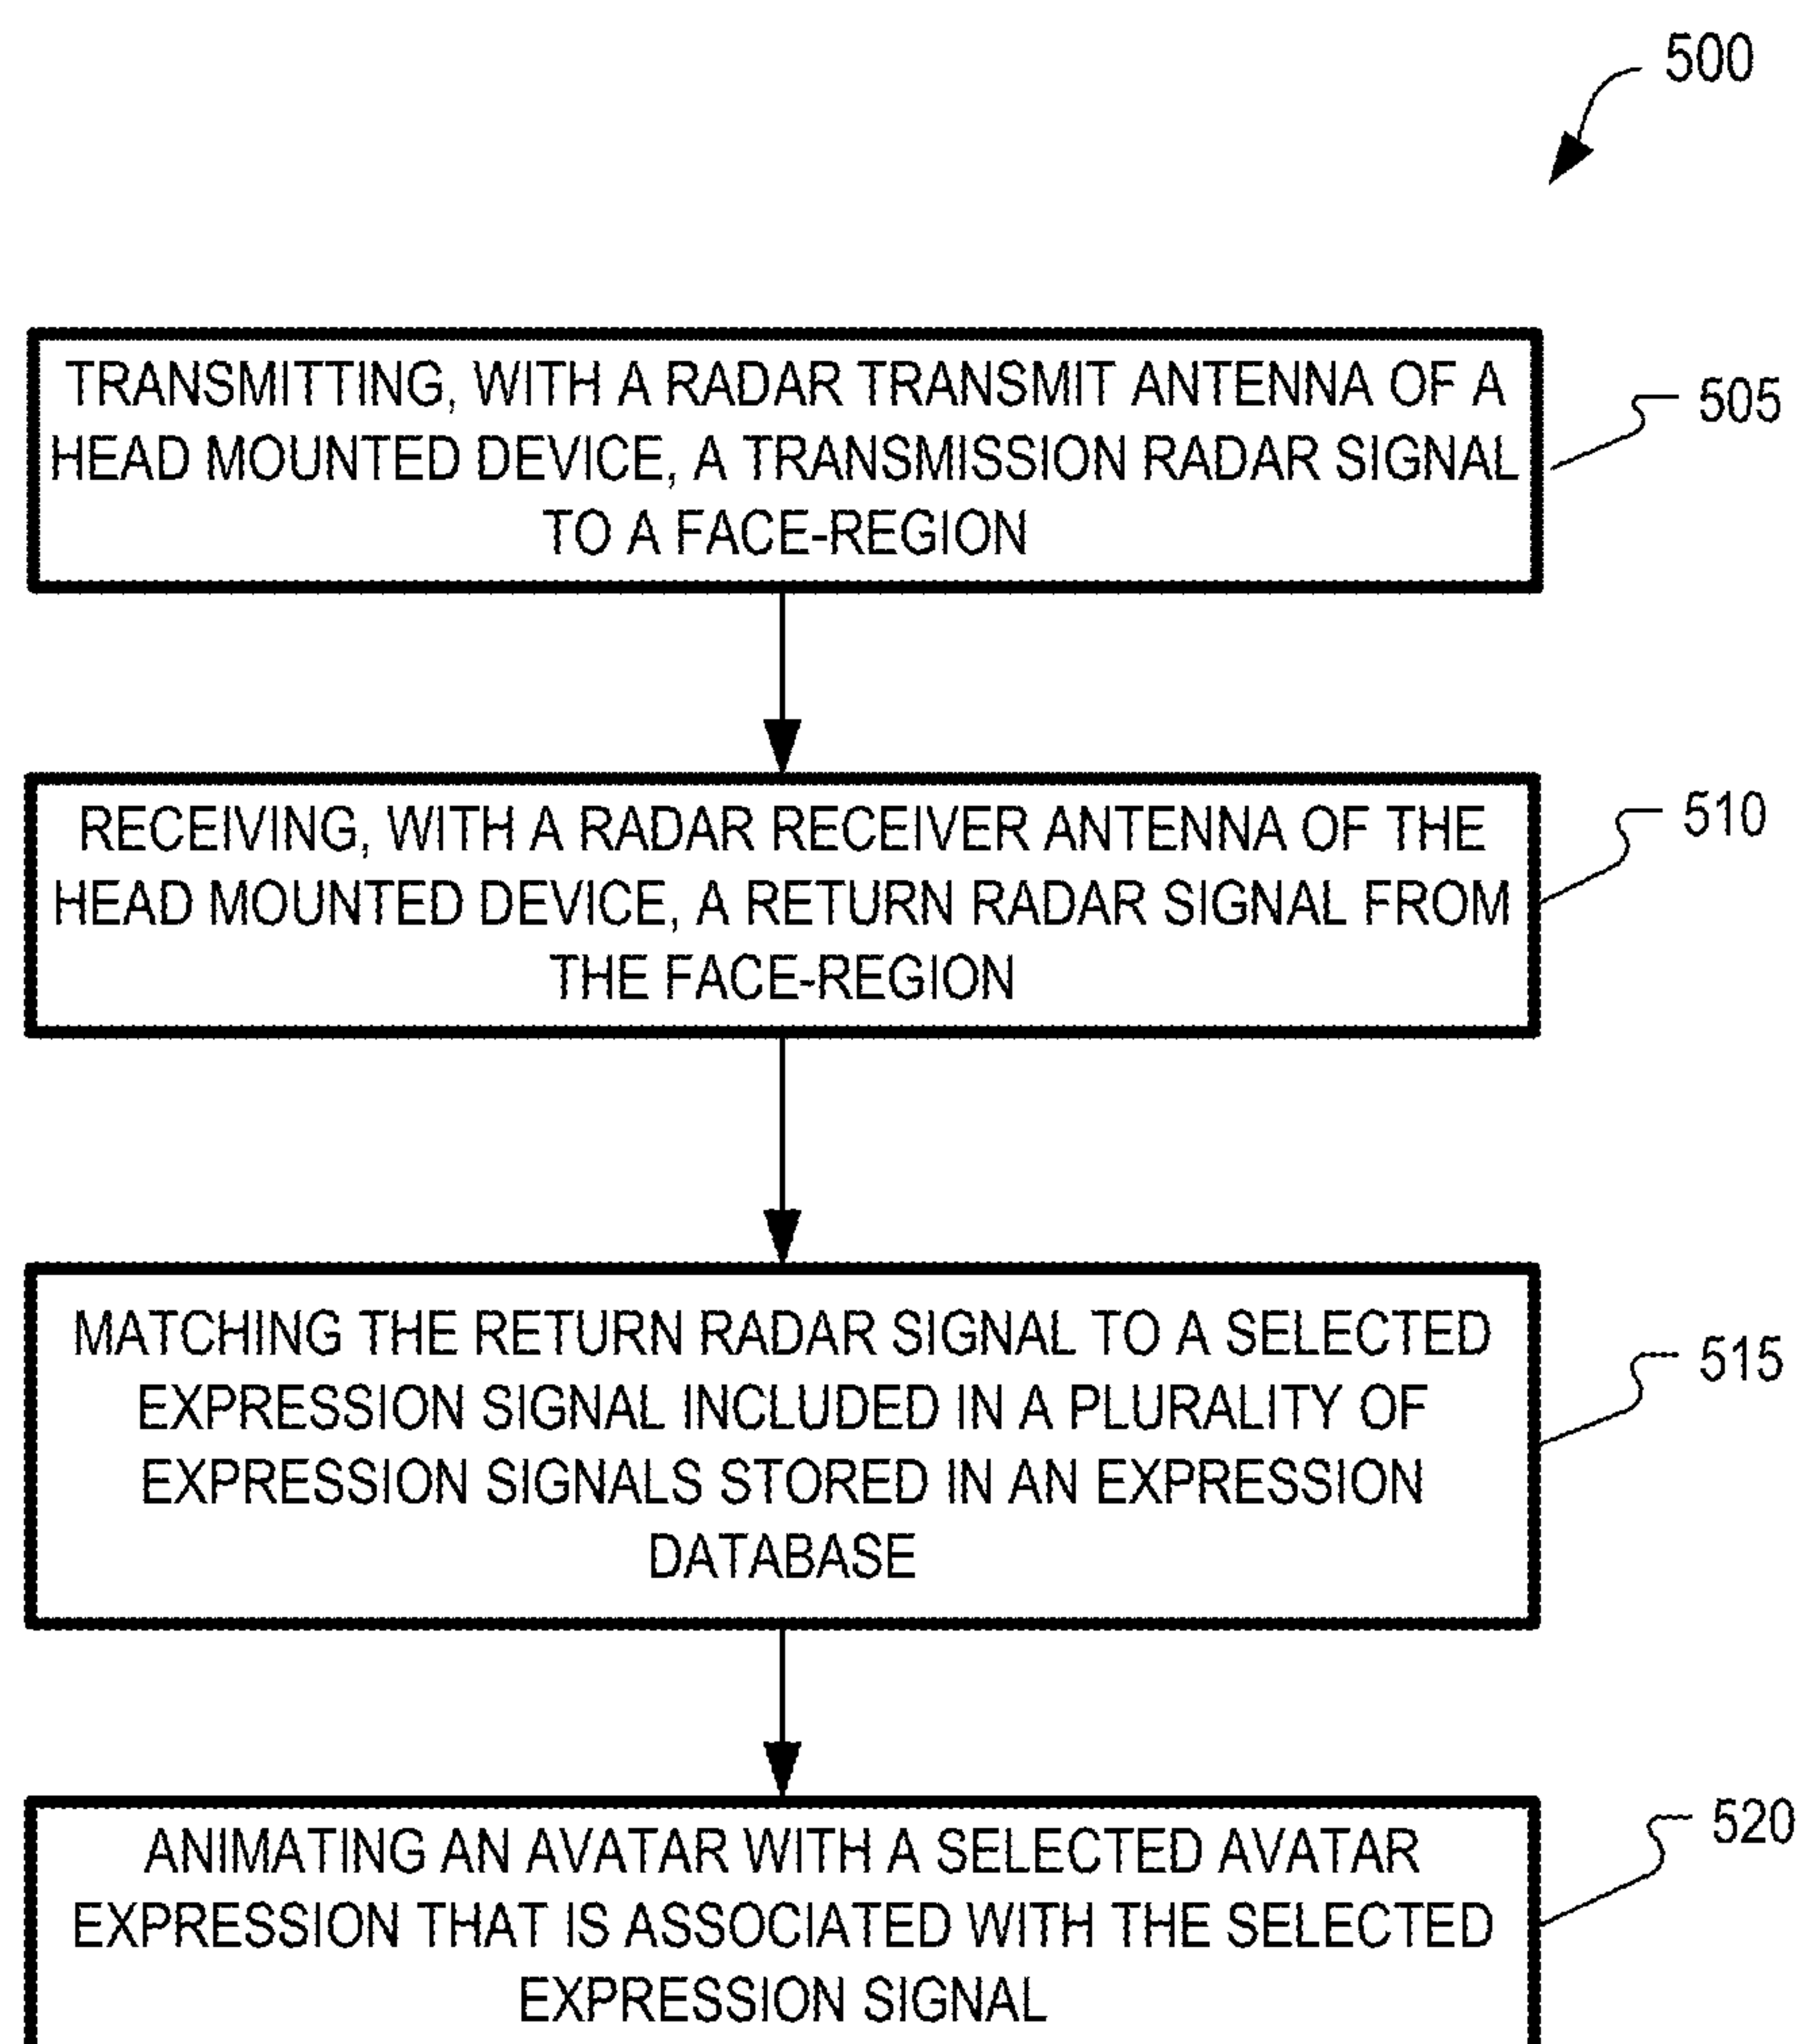 500
TRANSMITTING, WITH A RADAR TRANSMIT ANTENNA OF A
HEAD MOUNTED DEVICE, A TRANSMISSION RADAR SIGNAL
TO A FACE-REGION
505
RECEIVING, WITH A RADAR RECEIVER ANTENNA OF THE
HEAD MOUNTED DEVICE, A RETURN RADAR SIGNAL FROM
THE FACE-REGION
510
MATCHING THE RETURN RADAR SIGNAL TO A SELECTED
EXPRESSION SIGNAL INCLUDED IN A PLURALITY OF
EXPRESSION SIGNALS STORED IN AN EXPRESSION
DATABASE
515
ANIMATING AN AVATAR WITH A SELECTED AVATAR
EXPRESSION THAT IS ASSOCIATED WITH THE SELECTED
EXPRESSION SIGNAL
520